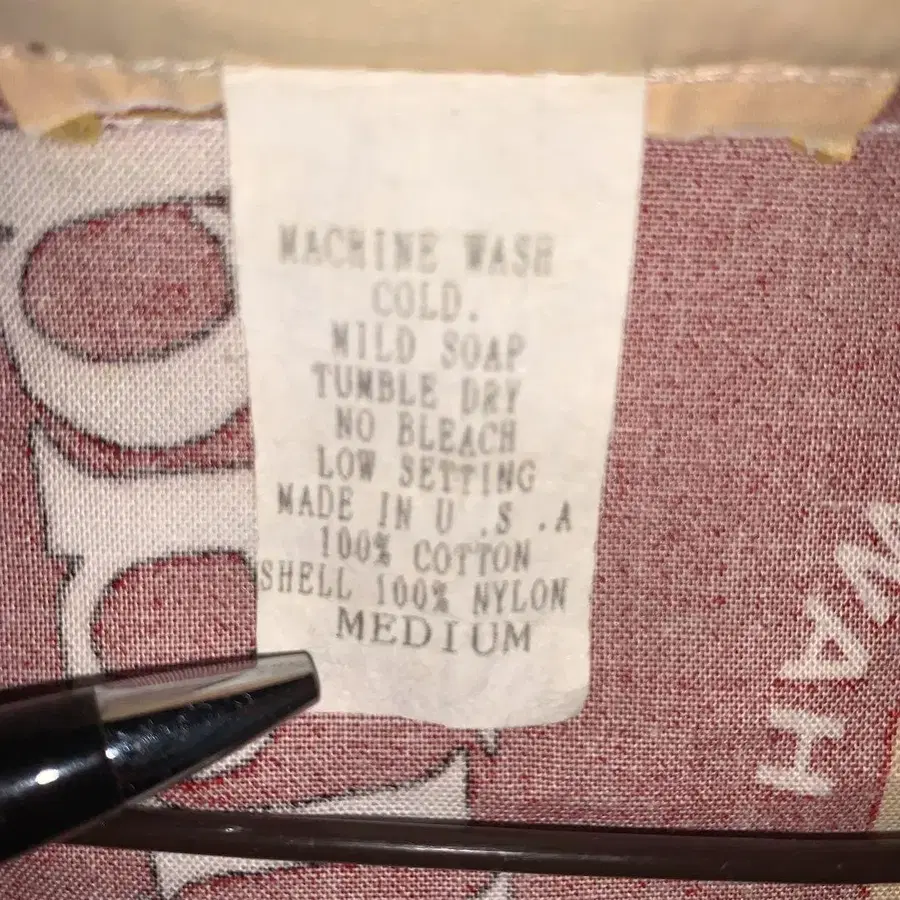 MACHINE WASH
COLD.
MILD SOAP
TUMBLE DRY
NO BLEACH
LOW SETTING
MADE IN U .S .A
100% COTTON
SHELL 100% NYLON
MEDIUM
WAH